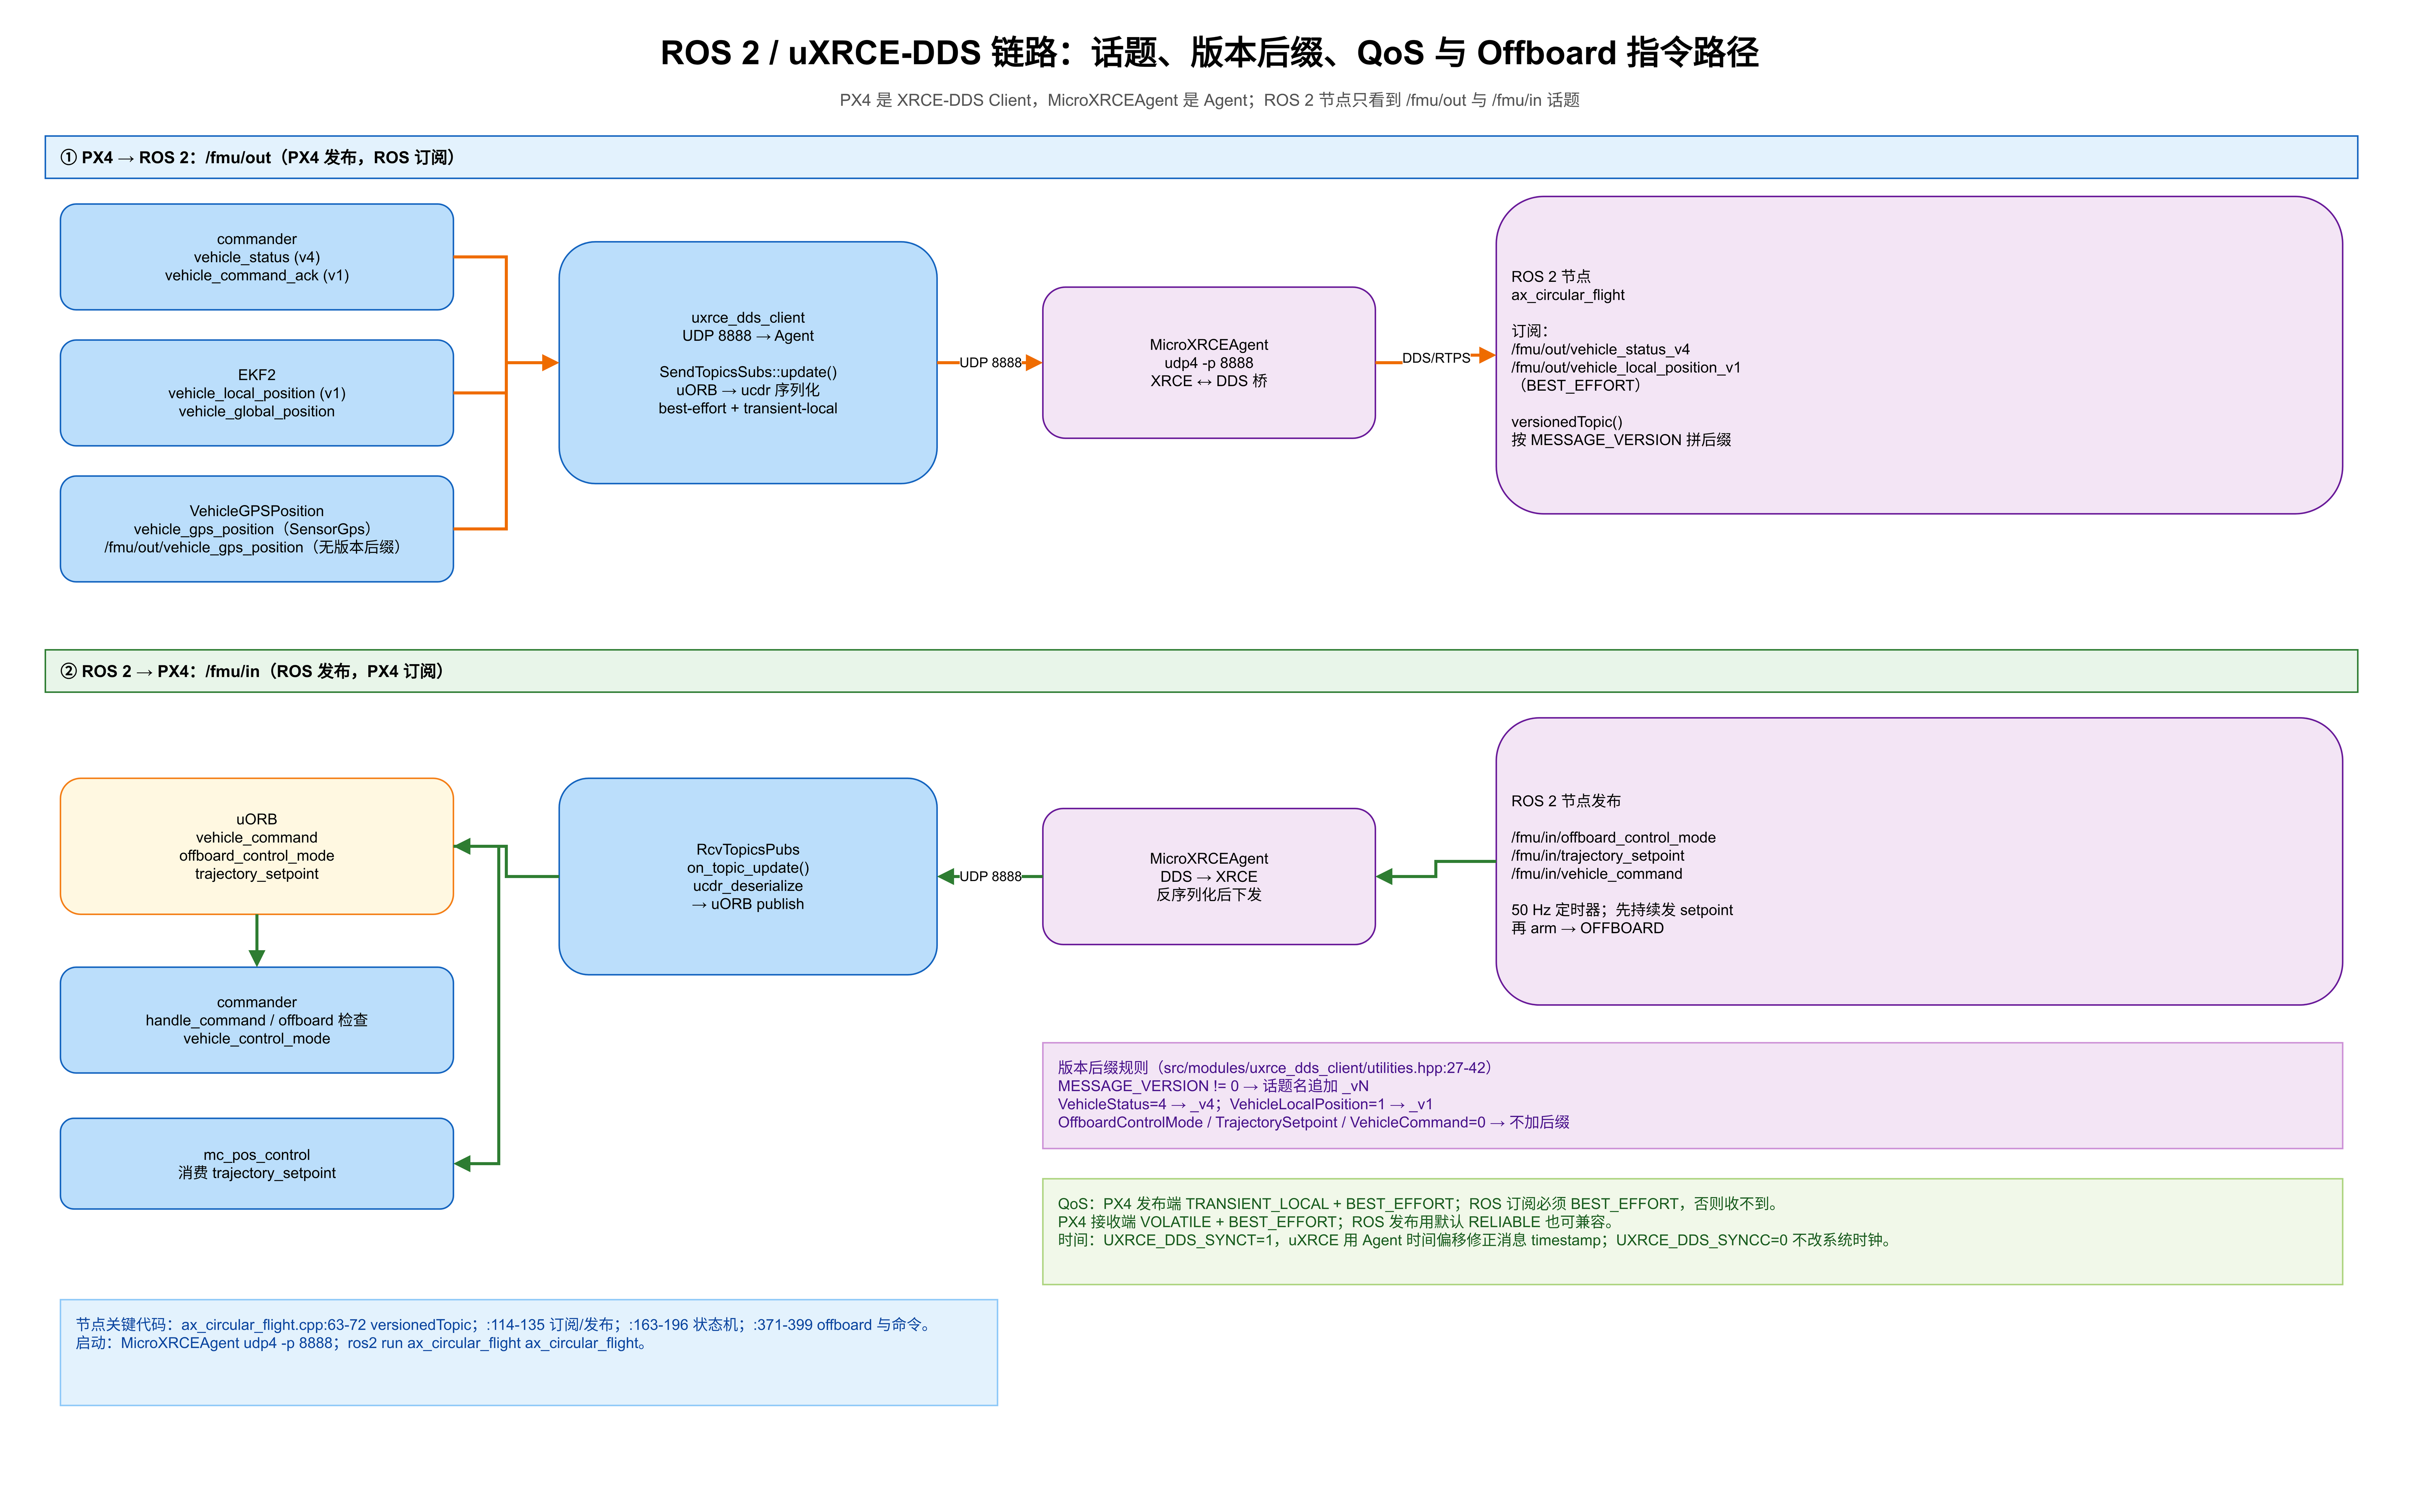 ROS 2 / uXRCE-DDS 链路：话题、版本后缀、QoS 与 Offboard 指令路径
PX4 是 XRCE-DDS Client，MicroXRCEAgent 是 Agent；ROS 2 节点只看到 /fmu/out 与 /fmu/in 话题
① PX4 → ROS 2：/fmu/out（PX4 发布，ROS 订阅）
commander
vehicle_status (v4)
vehicle_command_ack (v1)
EKF2
vehicle_local_position (v1)
vehicle_global_position
VehicleGPSPosition
vehicle_gps_position（SensorGps）
/fmu/out/vehicle_gps_position（无版本后缀）
uxrce_dds_client
UDP 8888 → Agent
SendTopicsSubs::update()
uORB → ucdr 序列化
best-effort + transient-local
UDP 8888
MicroXRCEAgent
udp4 -p 8888
XRCE ↔ DDS 桥
DDS/RTPS
ROS 2 节点
ax_circular_flight
订阅：
/fmu/out/vehicle_status_v4
/fmu/out/vehicle_local_position_v1
（BEST_EFFORT）
versionedTopic()
按 MESSAGE_VERSION 拼后缀
② ROS 2 → PX4：/fmu/in（ROS 发布，PX4 订阅）
uORB
vehicle_command
offboard_control_mode
trajectory_setpoint
commander
handle_command / offboard 检查
vehicle_control_mode
mc_pos_control
消费 trajectory_setpoint
RcvTopicsPubs
on_topic_update()
ucdr_deserialize
→ uORB publish
UDP 8888
MicroXRCEAgent
DDS → XRCE
反序列化后下发
ROS 2 节点发布
/fmu/in/offboard_control_mode
/fmu/in/trajectory_setpoint
/fmu/in/vehicle_command
50 Hz 定时器；先持续发 setpoint
再 arm → OFFBOARD
版本后缀规则（src/modules/uxrce_dds_client/utilities.hpp:27-42）
MESSAGE_VERSION != 0 → 话题名追加 _vN
VehicleStatus=4 → _v4；VehicleLocalPosition=1 → _v1
OffboardControlMode / TrajectorySetpoint / VehicleCommand=0 → 不加后缀
QoS：PX4 发布端 TRANSIENT_LOCAL + BEST_EFFORT；ROS 订阅必须 BEST_EFFORT，否则收不到。
PX4 接收端 VOLATILE + BEST_EFFORT；ROS 发布用默认 RELIABLE 也可兼容。
时间：UXRCE_DDS_SYNCT=1，uXRCE 用 Agent 时间偏移修正消息 timestamp；UXRCE_DDS_SYNCC=0 不改系统时钟。
节点关键代码：ax_circular_flight.cpp:63-72 versionedTopic；:114-135 订阅/发布；:163-196 状态机；:371-399 offboard 与命令。
启动：MicroXRCEAgent udp4 -p 8888；ros2 run ax_circular_flight ax_circular_flight。